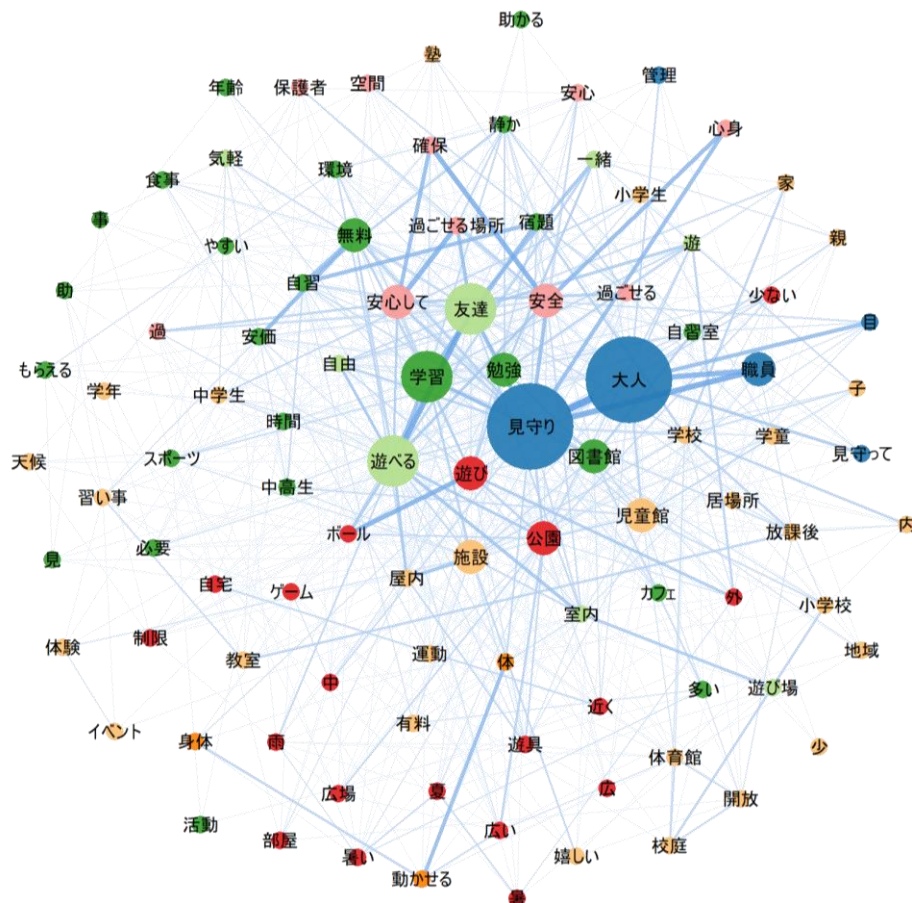 助かる
塾
管理
年齢
保護者
空間
安心
静か
心身
確保
気軽
環境
一緒
食事
小学生
家
事
過ごせる場所
宿題
無料
やすい
遊
親
自習
助
安心して
友達
安全
過ごせる
少ない
目
過
安価
自習室
自由
勉強
もらえる
学習
大人
職員
学年
中学生
子
時間
見守り
学校
学童
天候
スポーツ
遊べる
遊び
図書館
見守って
習い事
中高生
居場所
児童館
内
ボール
公園
放課後
見
必要
施設
屋内
自宅
ゲーム
カフェ
外
小学校
室内
制限
体験
教室
運動
体
地域
中
多い
遊び場
近く
イベント
有料
身体
雨
遊具
体育館
少
広場
夏
広
開放
活動
部屋
広い
暑い
嬉しい
校庭
動かせる
暑